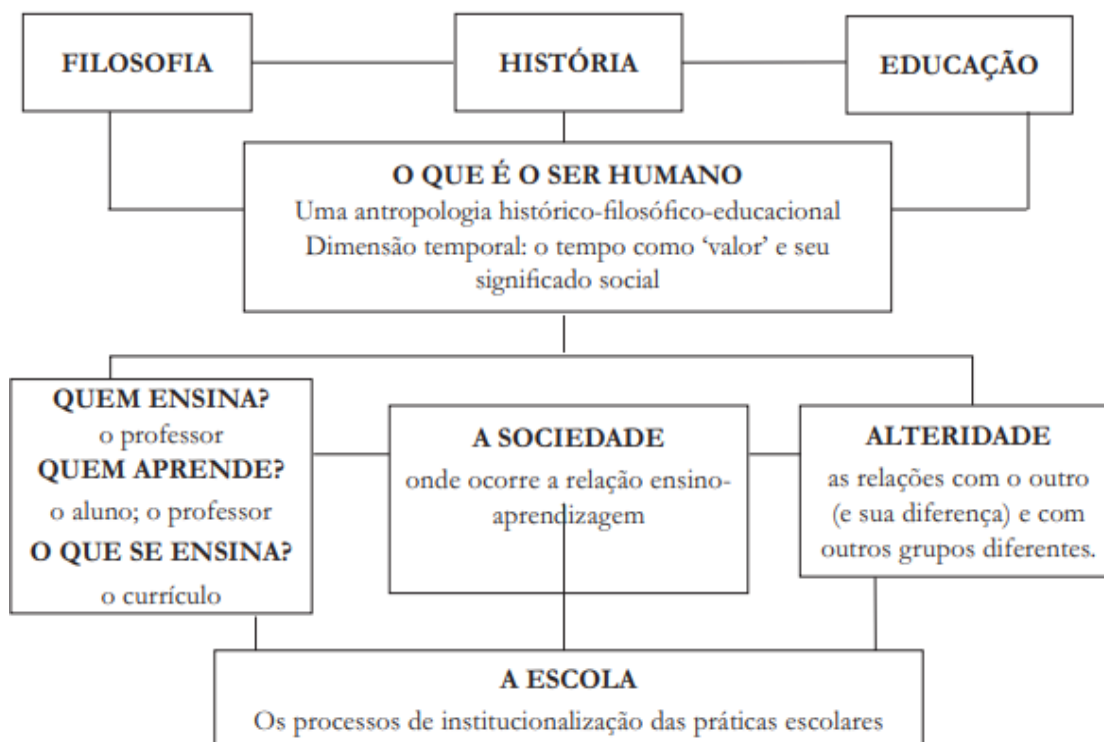 FILOSOFIA
HISTÓRIA
EDUCAÇÃO
O QUE É O SER HUMANO
Uma antropologia histórico-filosófico-educacional
Dimensão temporal: o tempo como ‘valor’ e seu
significado social
QUEM ENSINA?
o professor
QUEM APRENDE?
o aluno; o professor
O QUE SE ENSINA?
o currículo
A SOCIEDADE
onde ocorre a relação ensino-
aprendizagem
ALTERIDADE
as relações com o outro
(e sua diferença) e com
outros grupos diferentes.
A ESCOLA
Os processos de institucionalização das práticas escolares